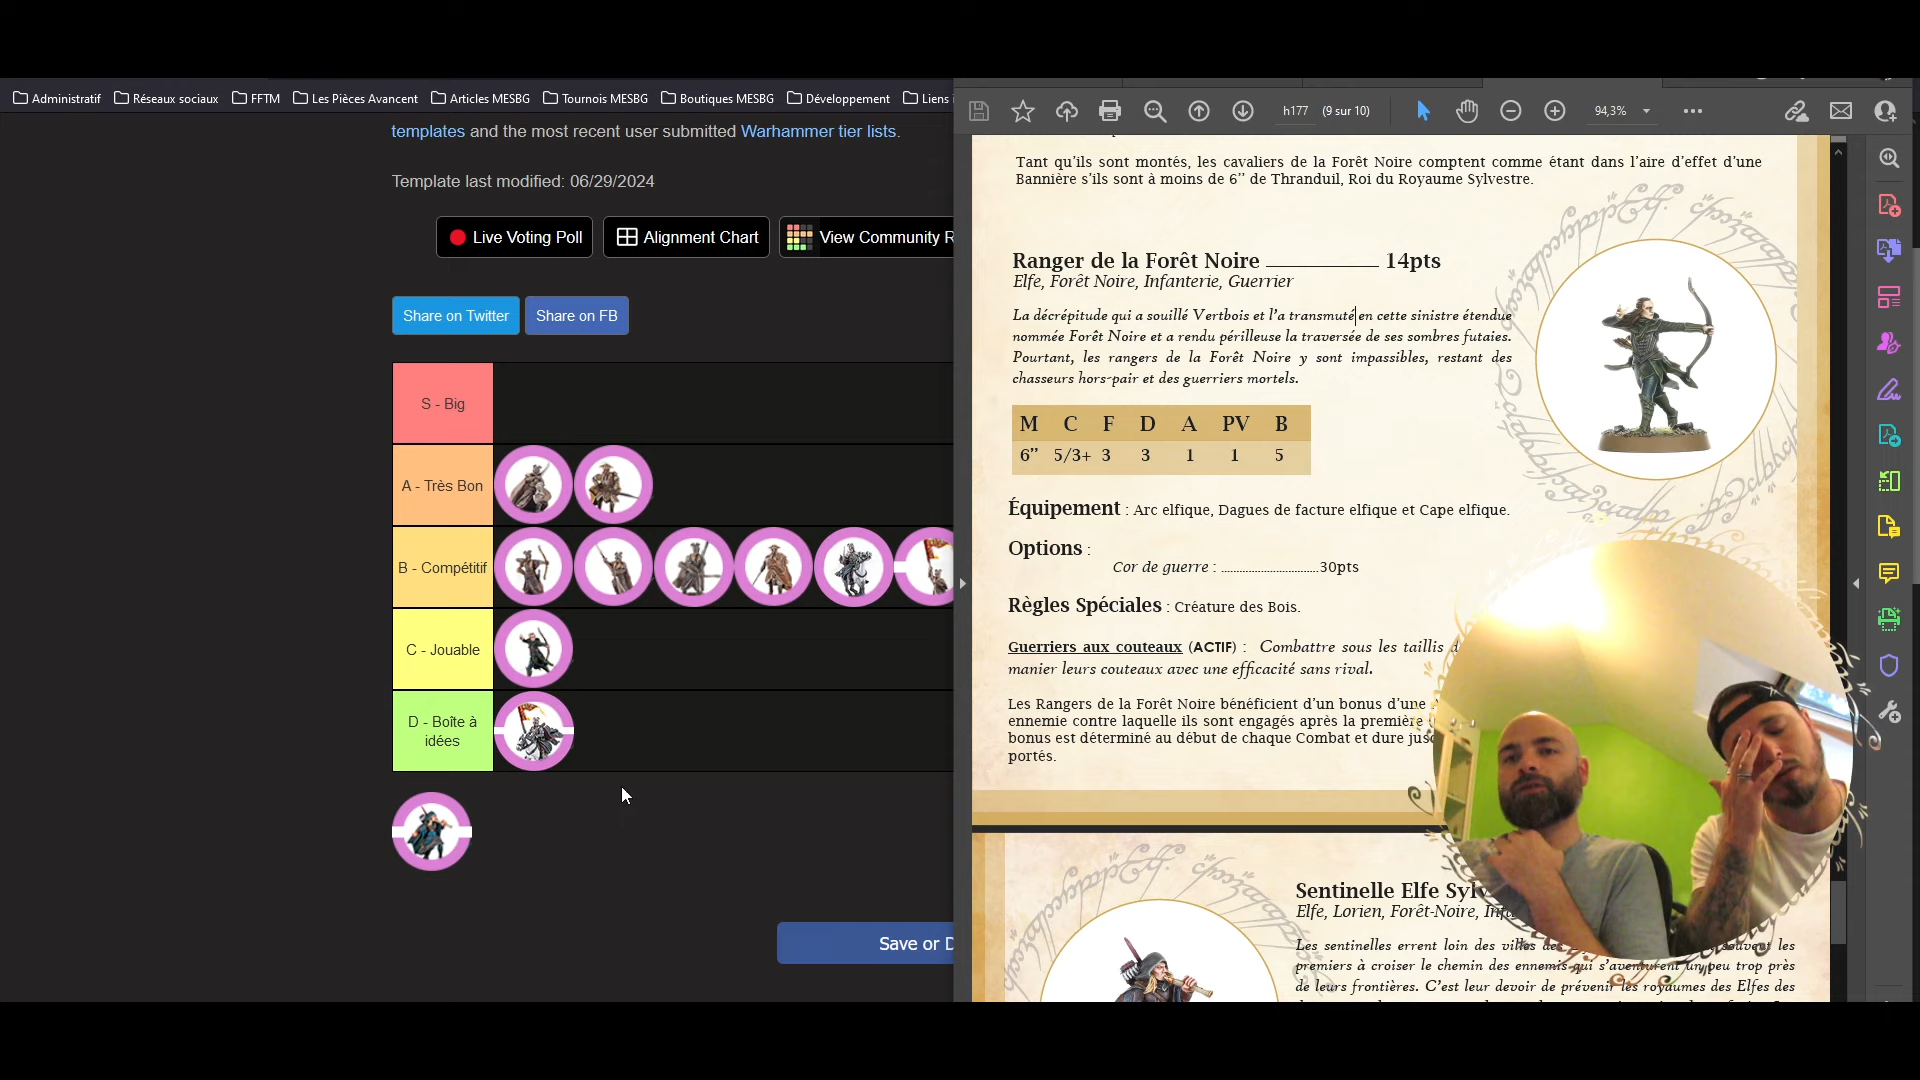 Administratif
Réseaux sociaux
FFTM
Les Pièces Avancent
Articles MESBG
Tournois MESBG
Boutiques MESBG
Développement
Liens
templates and the most recent user submitted Warhammer tier lists.
Template last modified: 06/29/2024
Live Voting Poll
Alignment Chart
View Community R
Share on Twitter
Share on FB
S - Big
A - Très Bon
B - Compétitif
C - Jouable
D - Boîte à
idées
Save or D
h177 (9 sur 10)
94,3%
Tant qu'ils sont montés, les cavaliers de la Forêt Noire comptent comme étant dans l'aire d'effet d'une
Bannière s'ils sont à moins de 6" de Thranduil, Roi du Royaume Sylvestre.
Ranger de la Forêt Noire 14pts
Elfe, Forêt Noire, Infanterie, Guerrier
La décrépitude qui a souillé Vertbois et l'a transmuté en cette sinistre étendue
nommée Forêt Noire et a rendu périlleuse la traversée de ses sombres futaies.
Pourtant, les rangers de la Forêt Noire y sont impassibles, restant des
chasseurs hors-pair et des guerriers mortels.
M C F D A PV B
6" 5/3+ 3 3 1 1 5
Équipement : Arc elfique, Dagues de facture elfique et Cape elfique.
Options :
Cor de guerre : ................................30pts
Règles Spéciales : Créature des Bois.
Guerriers aux couteaux (ACTIF) : Combattre sous les taillis d
manier leurs couteaux avec une efficacité sans rival.
Les Rangers de la Forêt Noire bénéficient d'un bonus d'une
ennemie contre laquelle ils sont engagés après la premièr
bonus est déterminé au début de chaque Combat et dure jus
portés.
Sentinelle Elfe Sylv
Elfe, Lorien, Forêt-Noire, Inf
Les sentinelles errent loin des villes de souvent les
premiers à croiser le chemin des ennemis qui s'aventurent un peu trop près
de leurs frontières. C'est leur devoir de prévenir les royaumes des Elfes des